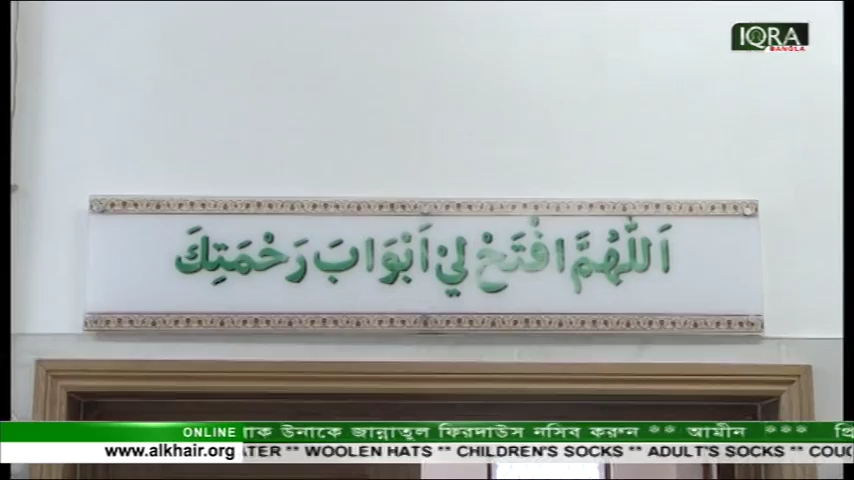 IQRA
BANGLA
اَللّٰهُمَّ افْتَحْ لِيْ اَبْوَابَ رَحْمَتِكَ
ONLINE
উনাকে জান্নাতুল ফিরদাউস নসিব করুন ** আমীন ***
www.alkhair.org
** WOOLEN HATS ** CHILDREN'S SOCKS ** ADULT'S SOCKS **